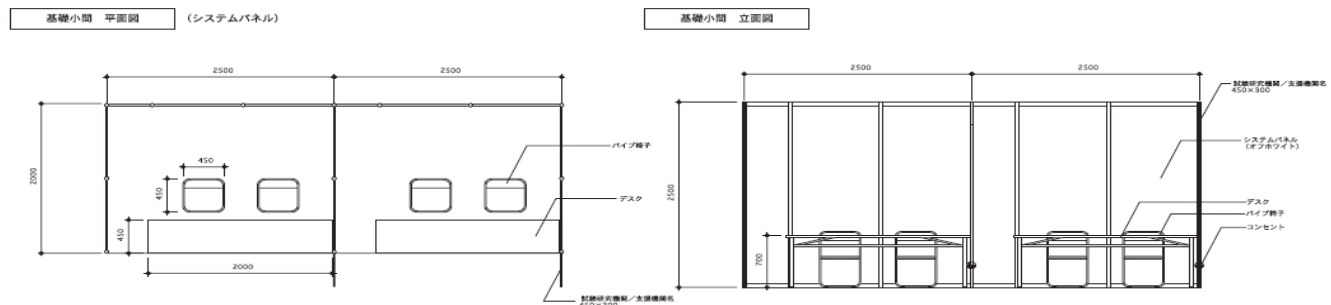 基礎小間　平面図
(システムパネル)
2500
2500
2000
450
450
450
2000
パイプ椅子
デスク
試験研究機関／支援機関名
450×300
基礎小間　立面図
2500
2500
2500
700
試験研究機関／支援機関名
450×300
システムパネル
(オフホワイト)
デスク
パイプ椅子
コンセント